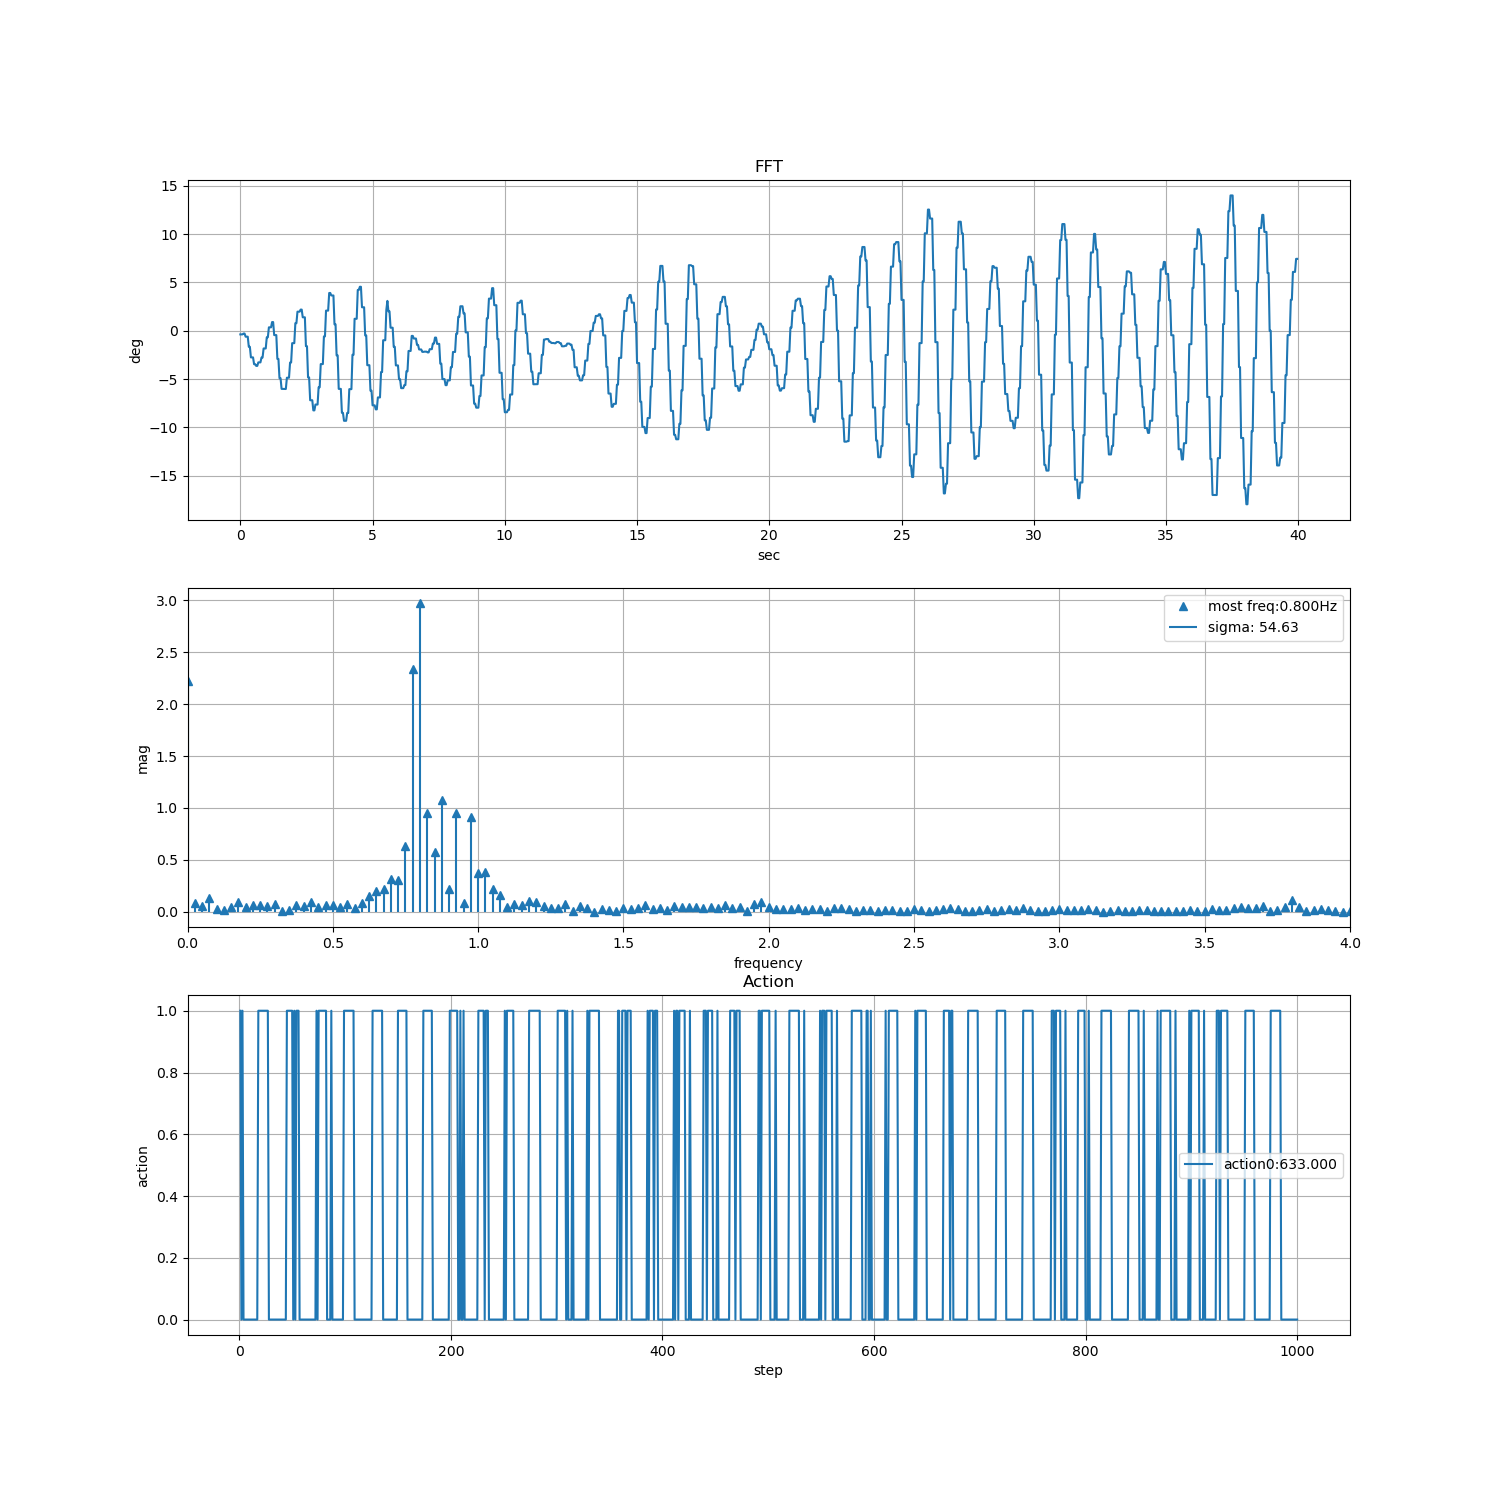 FFT
15
10
5
0
−5
−10
−15
deg
0 5 10 15 20 25 30 35 40
sec
3.0
2.5
2.0
1.5
1.0
0.5
0.0
mag
most freq:0.800Hz
sigma: 54.63
0.0 0.5 1.0 1.5 2.0 2.5 3.0 3.5 4.0
frequency
Action
1.0
0.8
0.6
0.4
0.2
0.0
action
action0:633.000
0 200 400 600 800 1000
step